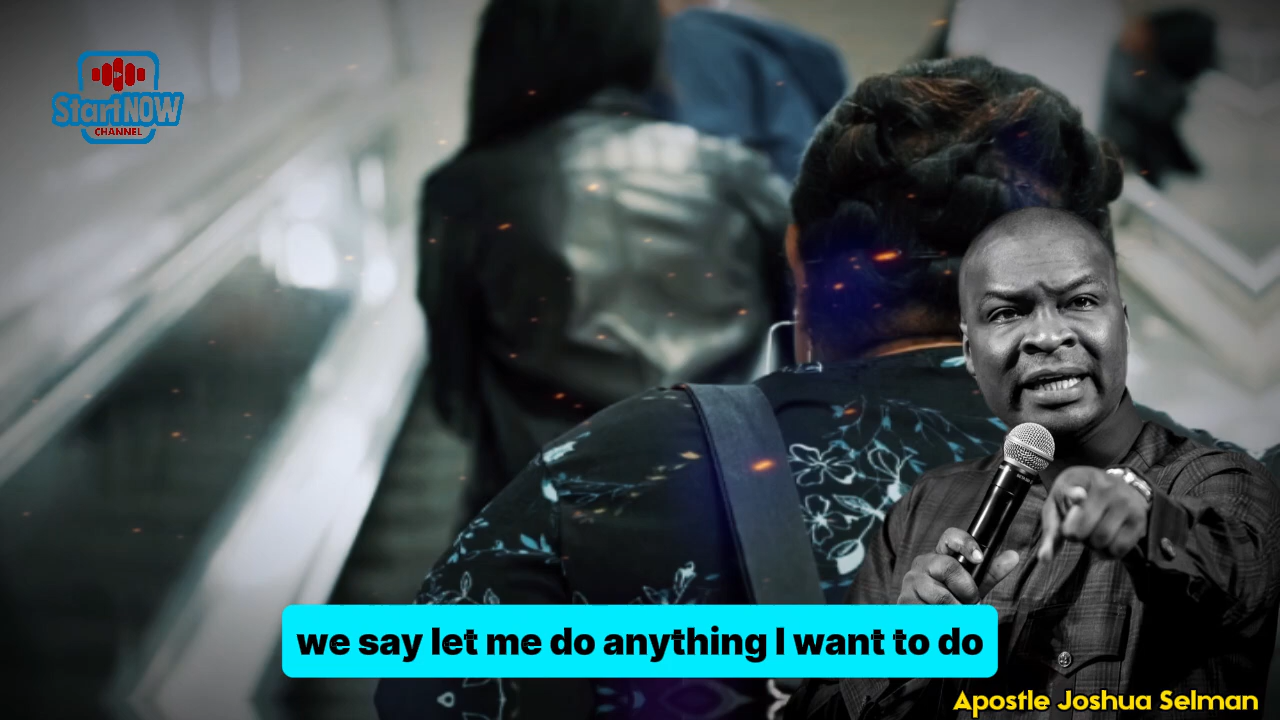 StartNOW
CHANNEL
we say let me do anything I want to do
Apostle Joshua Selman